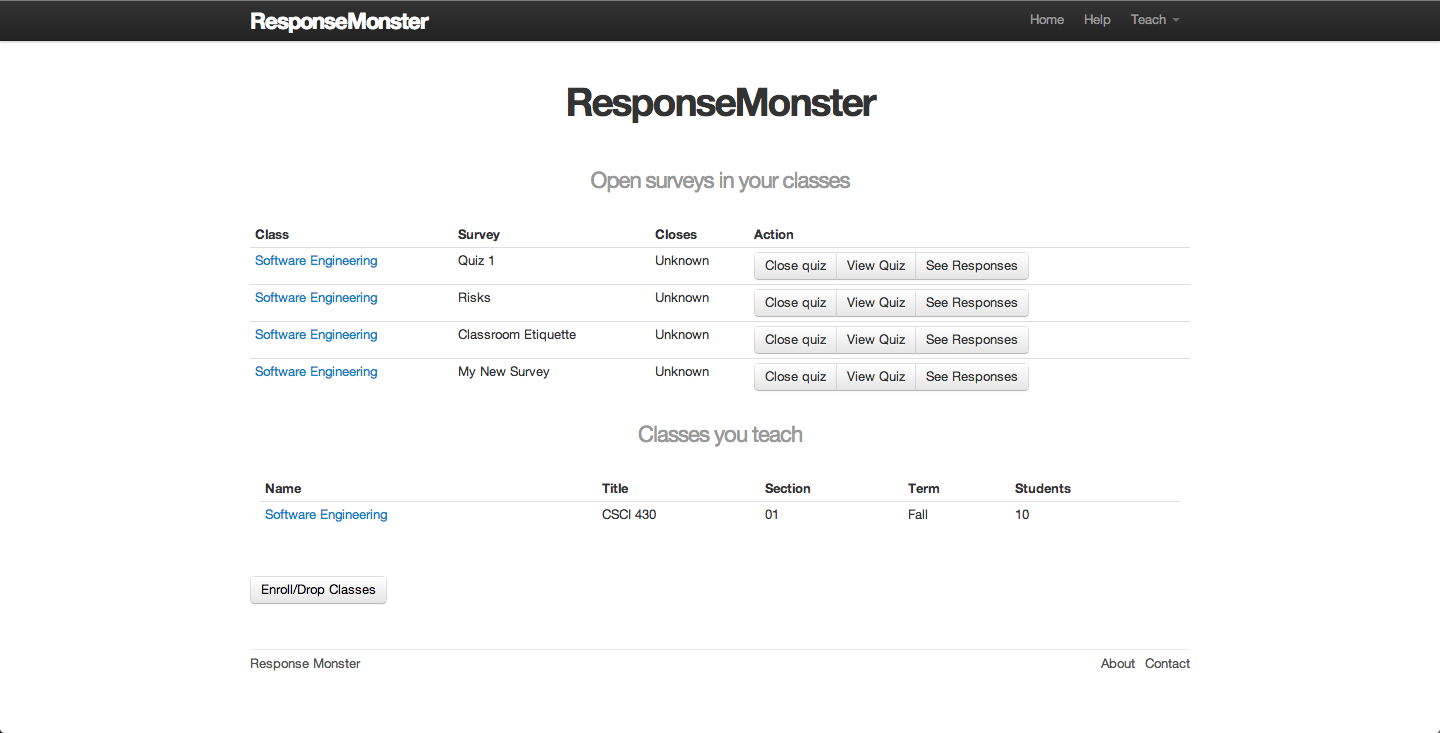 ResponseMonster Home Help Teach
ResponseMonster
Open surveys in your classes
Class Survey Closes Action
Software Engineering Quiz 1 Unknown Close quiz View Quiz See Responses
Software Engineering Risks Unknown Close quiz View Quiz See Responses
Software Engineering Classroom Etiquette Unknown Close quiz View Quiz See Responses
Software Engineering My New Survey Unknown Close quiz View Quiz See Responses
Classes you teach
Name Title Section Term Students
Software Engineering CSCI 430 01 Fall 10
Enroll/Drop Classes
Response Monster About Contact